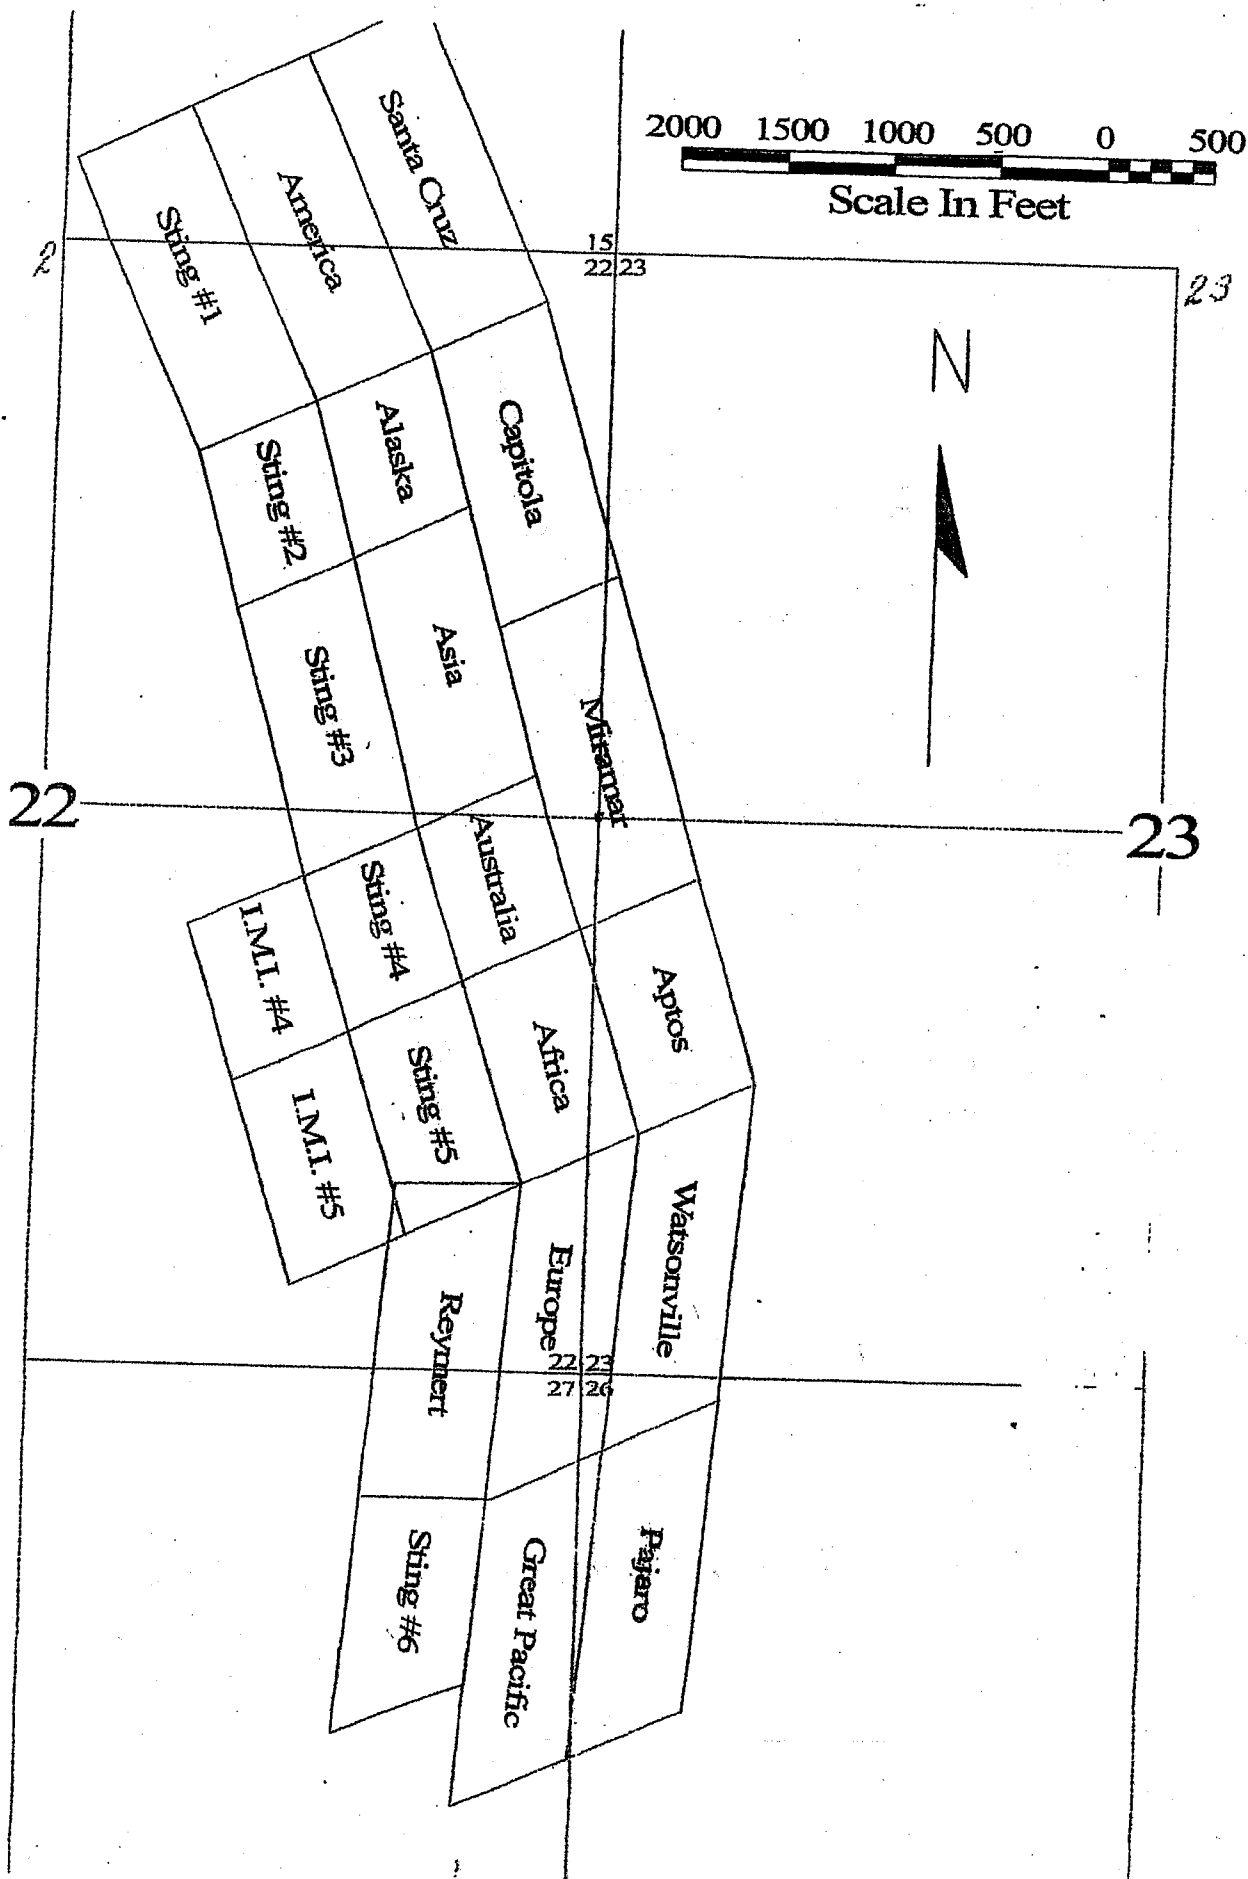 2000 1500 1000 500 0 500
Scale In Feet
Santa Cruz
America
Sting #1
15
22 23
2
23
N
Capitola
Alaska
Sting #2
Asia
Sting #3
Miramar
22
23
Australia
Sting #4
I.M.I. #4
Aptos
Africa
Sting #5
I.M.I. #5
Watsonville
Europe
Reymert
22 23
27 26
Pajaro
Great Pacific
Sting #6